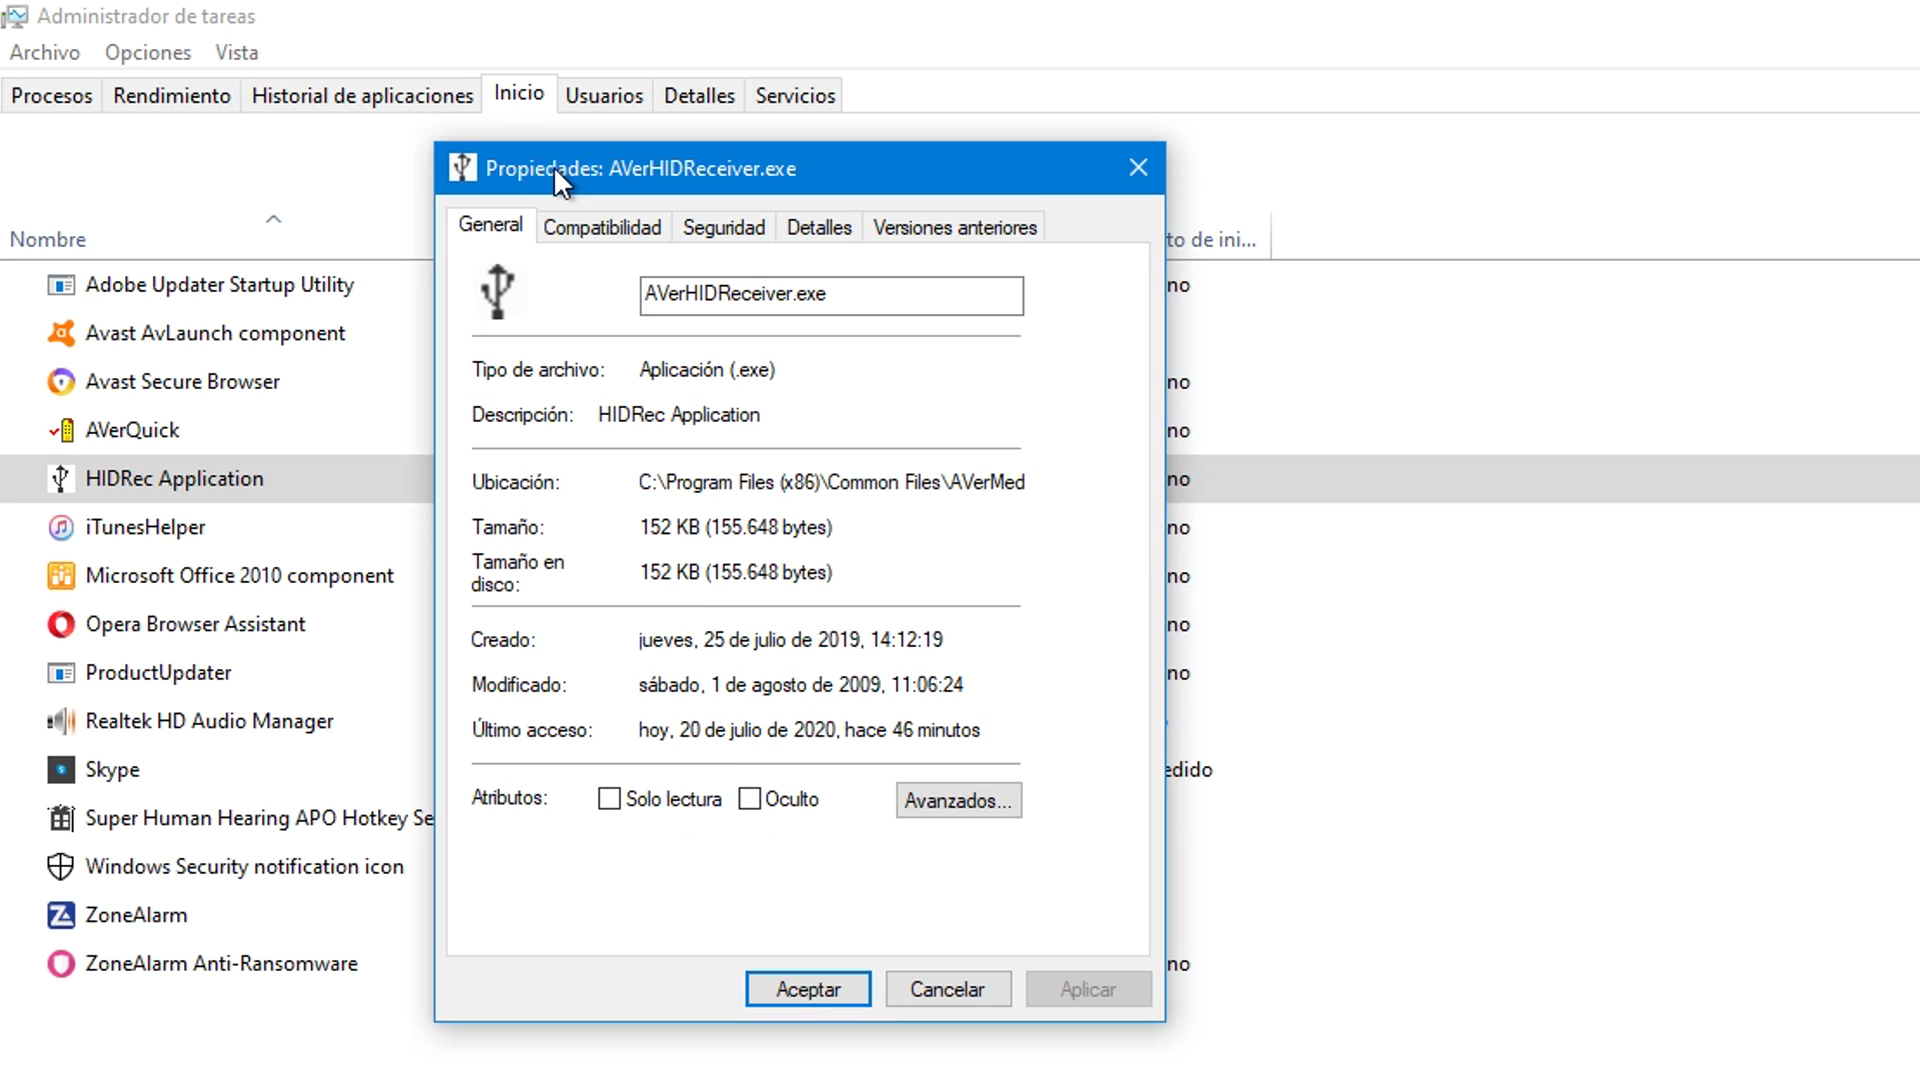 Administrador de tareas
Archivo Opciones Vista
Procesos Rendimiento Historial de aplicaciones Inicio Usuarios Detalles Servicios
Propiedades: AVerHIDReceiver.exe
General Compatibilidad Seguridad Detalles Versiones anteriores
Nombre
to de ini...
AVerHIDReceiver.exe
Tipo de archivo: Aplicación (.exe)
Descripción: HIDRec Application
Ubicación: C:\Program Files (x86)\Common Files\AVerMed
Tamaño: 152 KB (155.648 bytes)
Tamaño en disco: 152 KB (155.648 bytes)
Creado: jueves, 25 de julio de 2019, 14:12:19
Modificado: sábado, 1 de agosto de 2009, 11:06:24
Último acceso: hoy, 20 de julio de 2020, hace 46 minutos
Atributos: Solo lectura Oculto Avanzados...
Aceptar Cancelar Aplicar
Adobe Updater Startup Utility no
Avast AvLaunch component
Avast Secure Browser no
AVerQuick no
HIDRec Application no
iTunesHelper no
Microsoft Office 2010 component no
Opera Browser Assistant no
ProductUpdater no
Realtek HD Audio Manager
Skype edido
Super Human Hearing APO Hotkey Se
Windows Security notification icon
ZoneAlarm
ZoneAlarm Anti-Ransomware no